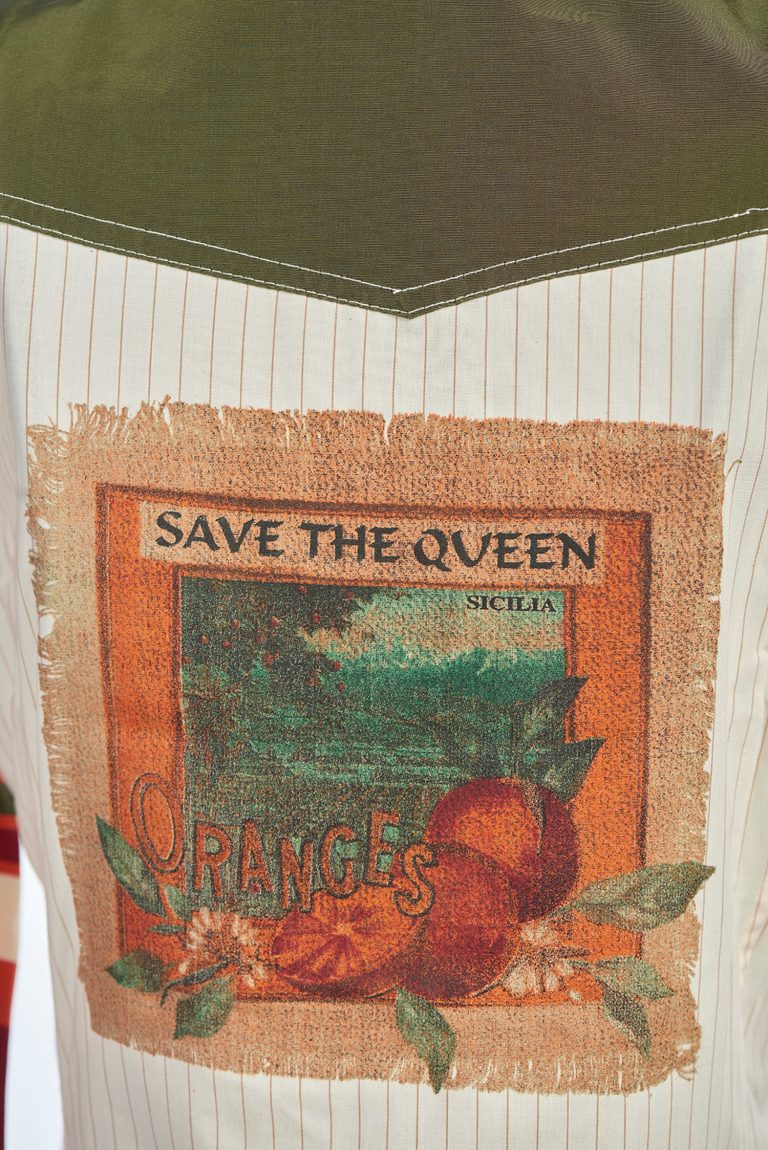 SAVE THE QUEEN
SICILIA
ORANGES